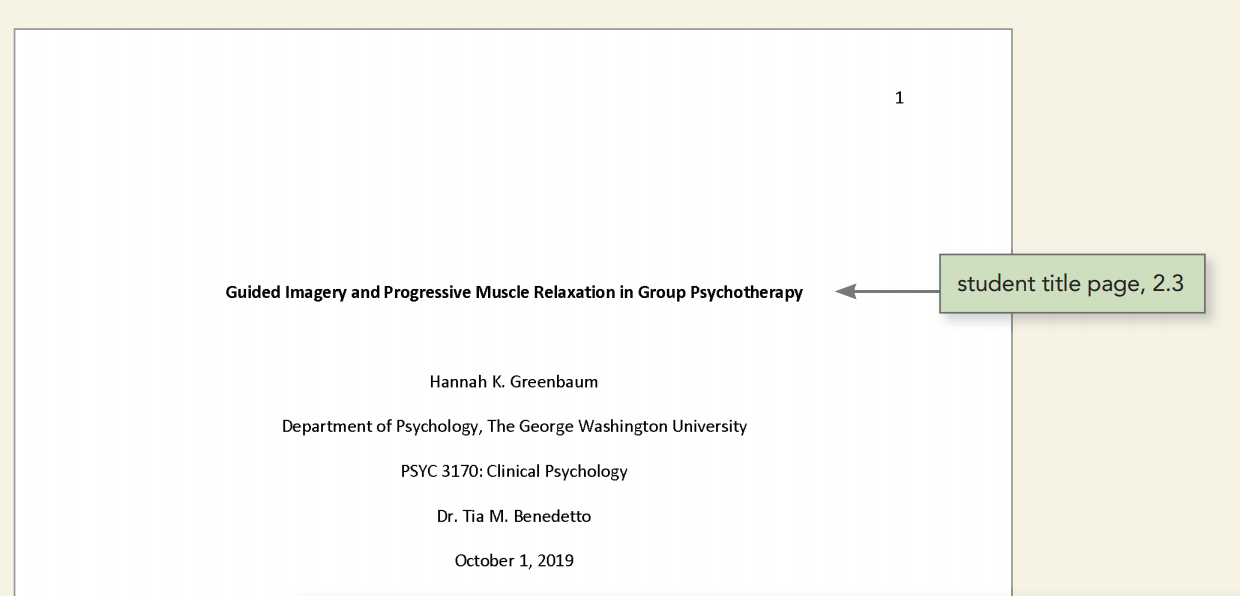 1
Guided Imagery and Progressive Muscle Relaxation in Group Psychotherapy
student title page, 2.3
Hannah K. Greenbaum
Department of Psychology, The George Washington University
PSYC 3170: Clinical Psychology
Dr. Tia M. Benedetto
October 1, 2019